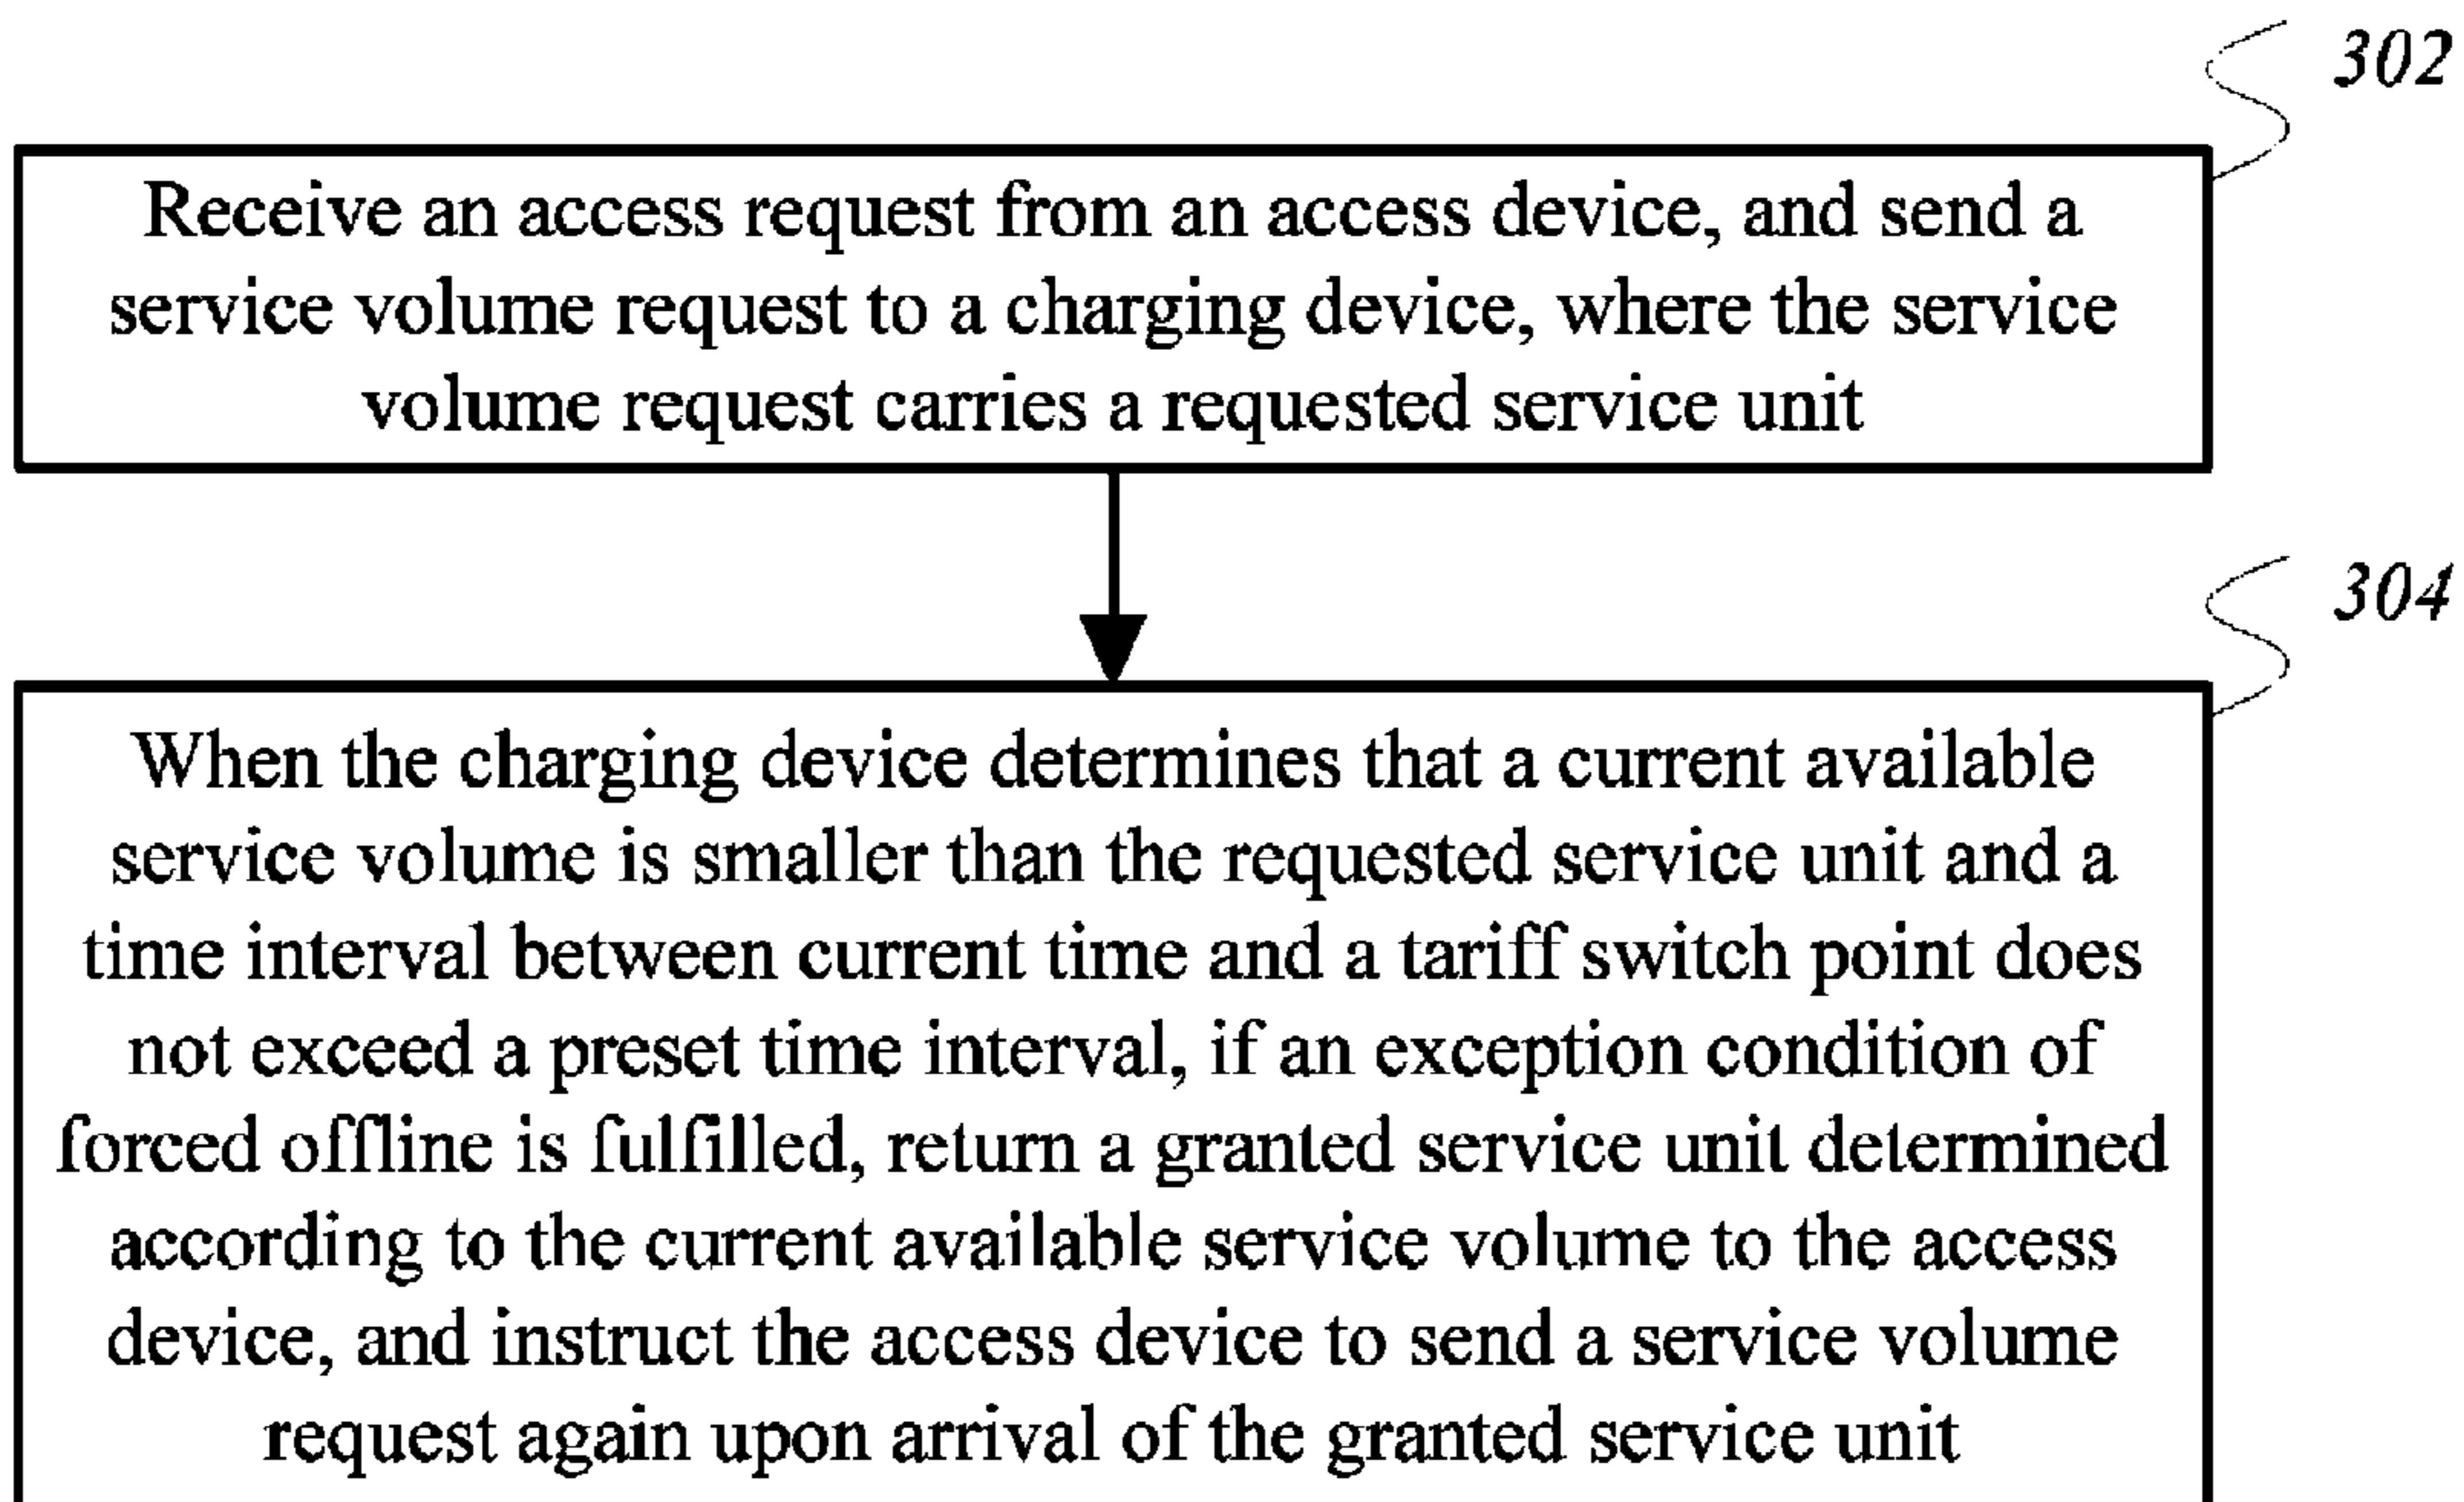 302
Receive an access request from an access device, and send a
service volume request to a charging device, where the service
volume request carries a requested service unit
304
When the charging device determines that a current available
service volume is smaller than the requested service unit and a
time interval between current time and a tariff switch point does
not exceed a preset time interval, if an exception condition of
forced offline is fulfilled, return a granted service unit determined
according to the current available service volume to the access
device, and instruct the access device to send a service volume
request again upon arrival of the granted service unit